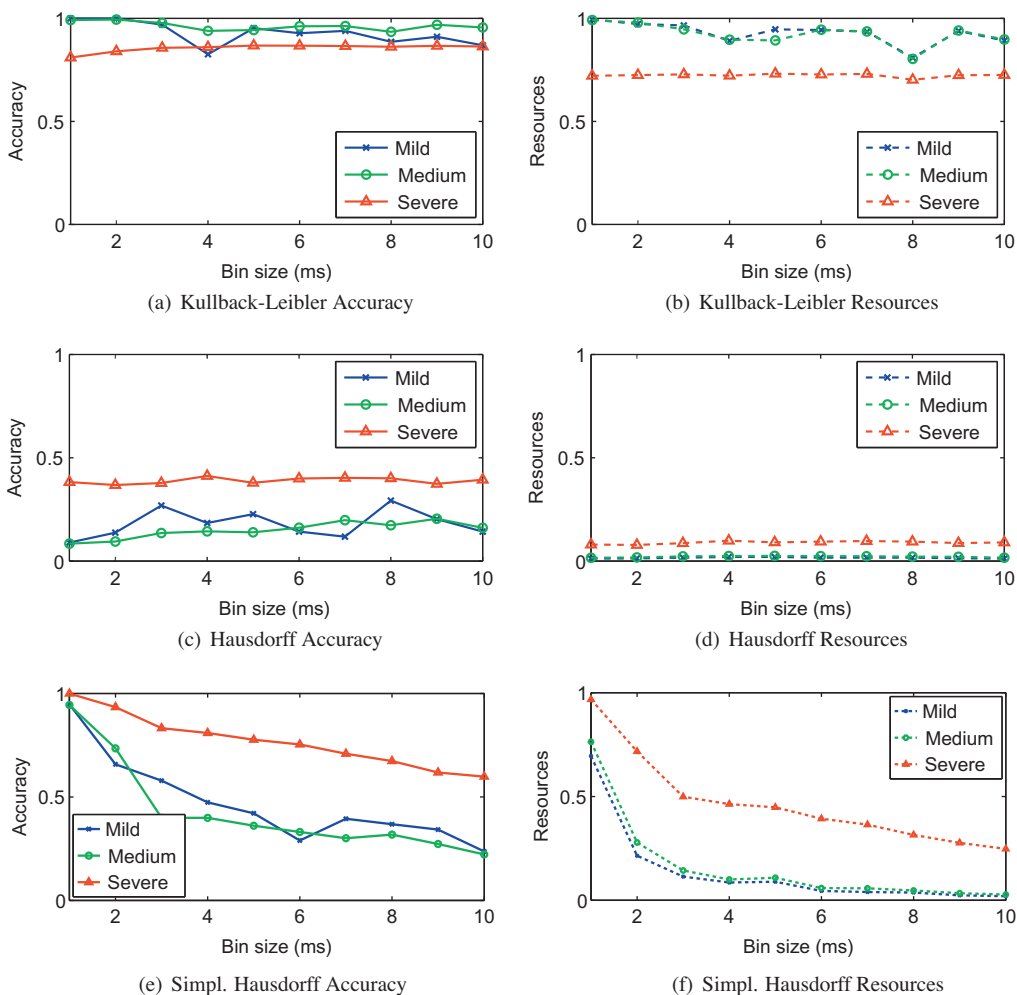 1
0.5
0
Accuracy
Mild
Medium
Severe
2 4 6 8 10
Bin size (ms)
(a) Kullback-Leibler Accuracy
1
0.5
0
Resources
Mild
Medium
Severe
2 4 6 8 10
Bin size (ms)
(b) Kullback-Leibler Resources
1
0.5
0
Accuracy
Mild
Medium
Severe
2 4 6 8 10
Bin size (ms)
(c) Hausdorff Accuracy
1
0.5
0
Resources
Mild
Medium
Severe
2 4 6 8 10
Bin size (ms)
(d) Hausdorff Resources
1
0.5
0
Accuracy
Mild
Medium
Severe
2 4 6 8 10
Bin size (ms)
(e) Simpl. Hausdorff Accuracy
1
0.5
0
Resources
Mild
Medium
Severe
2 4 6 8 10
Bin size (ms)
(f) Simpl. Hausdorff Resources